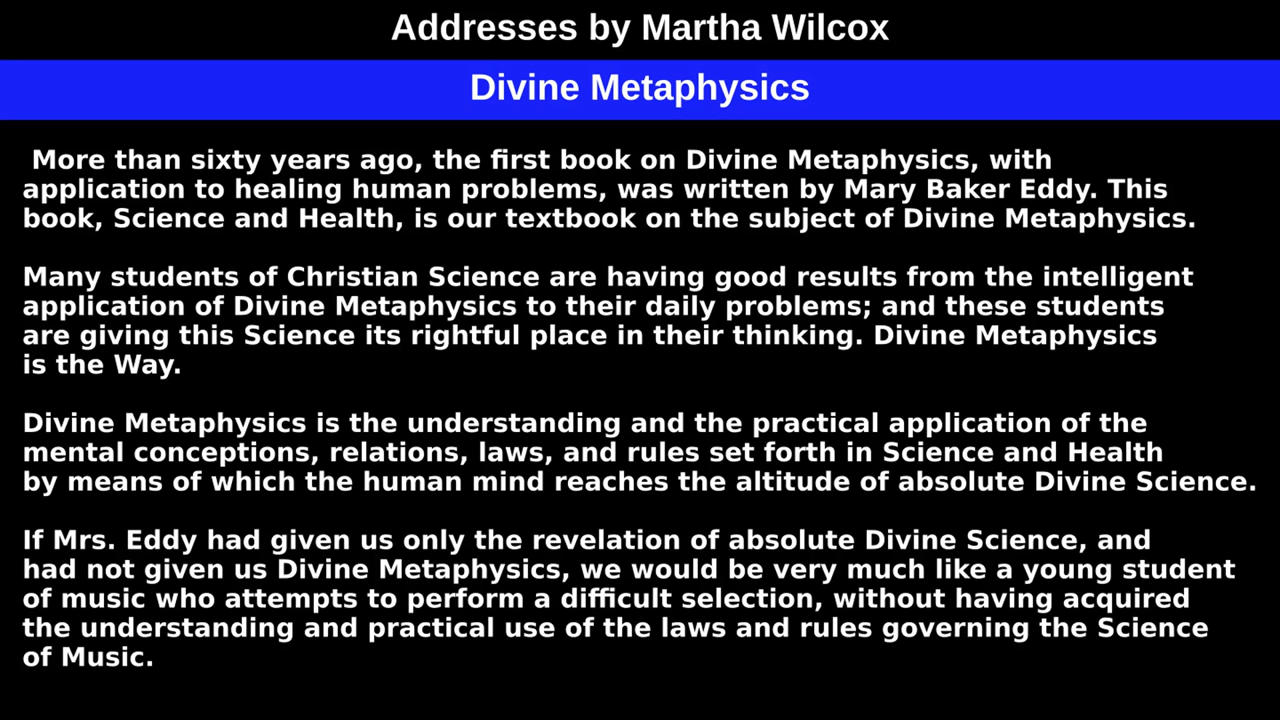 Addresses by Martha Wilcox
Divine Metaphysics
More than sixty years ago, the first book on Divine Metaphysics, with
application to healing human problems, was written by Mary Baker Eddy. This
book, Science and Health, is our textbook on the subject of Divine Metaphysics.
Many students of Christian Science are having good results from the intelligent
application of Divine Metaphysics to their daily problems; and these students
are giving this Science its rightful place in their thinking. Divine Metaphysics
is the Way.
Divine Metaphysics is the understanding and the practical application of the
mental conceptions, relations, laws, and rules set forth in Science and Health
by means of which the human mind reaches the altitude of absolute Divine Science.
If Mrs. Eddy had given us only the revelation of absolute Divine Science, and
had not given us Divine Metaphysics, we would be very much like a young student
of music who attempts to perform a difficult selection, without having acquired
the understanding and practical use of the laws and rules governing the Science
of Music.